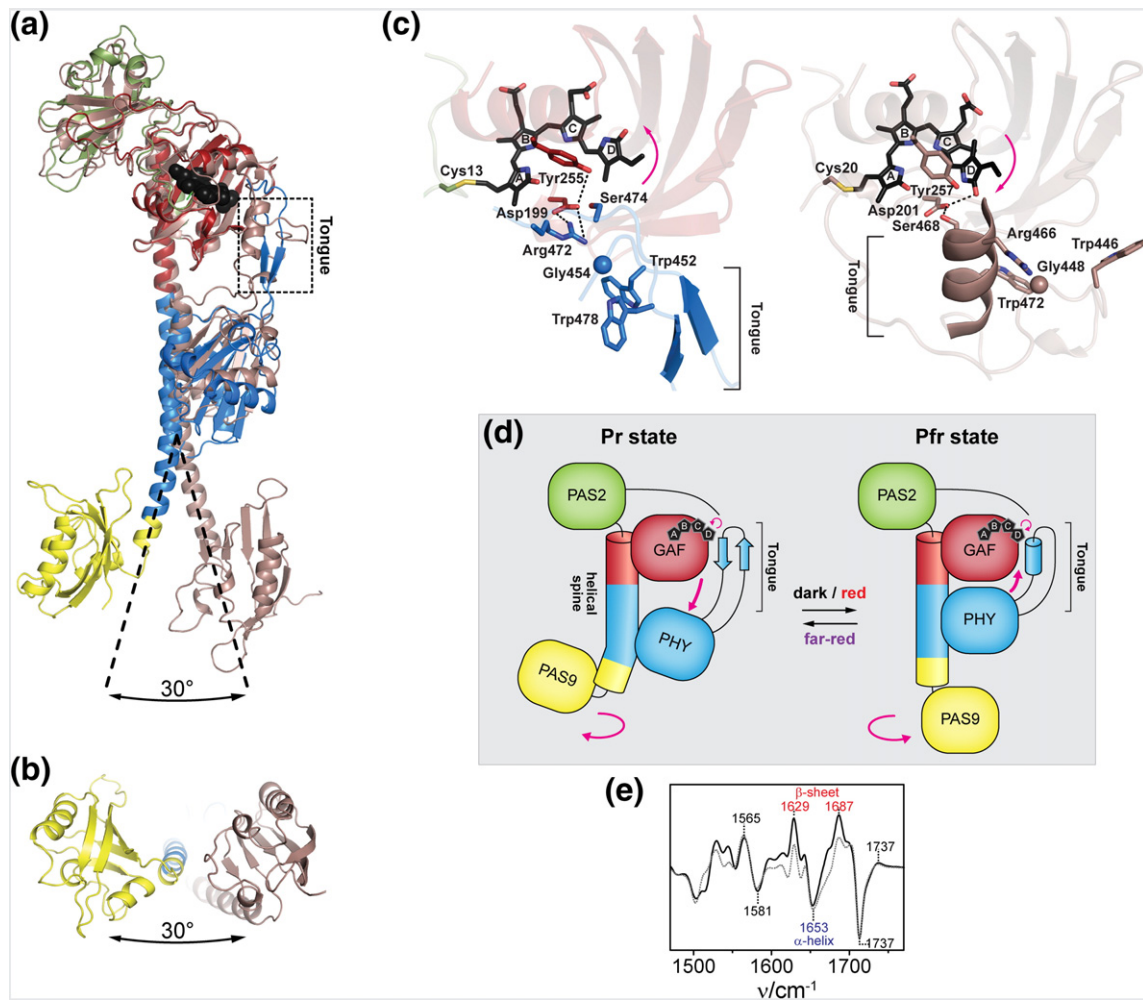 (a)
Tongue
30°
(b)
30°
(c)
B
C
D
A
Cys13
Tyr255
Ser474
Asp199
Arg472
Gly454
Trp452
Trp478
Tongue
B
C
A
D
Cys20
Tyr257
Asp201
Ser468
Arg466
Trp446
Gly448
Trp472
Tongue
(d)
Pr state
Pfr state
PAS2
GAF
A B C D
Tongue
helical
spine
PHY
PAS9
dark / red
far-red
PAS2
GAF
A B C D
Tongue
PHY
PAS9
(e)
β-sheet
1629 1687
1565
1737
1581
1653
α-helix
1737
1500 1600 1700
ν/cm-1